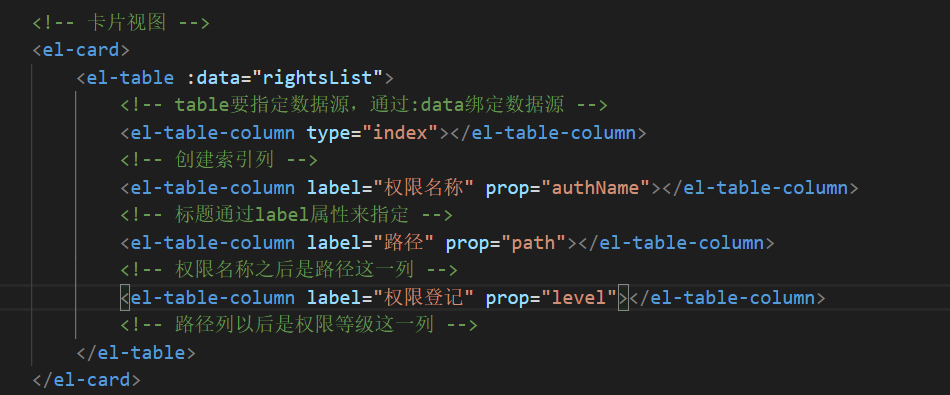 <!-- 卡片视图 -->
<el-card>
<el-table :data="rightsList">
<!-- table要指定数据源，通过:data绑定数据源 -->
<el-table-column type="index"></el-table-column>
<!-- 创建索引列 -->
<el-table-column label="权限名称" prop="authName"></el-table-column>
<!-- 标题通过label属性来指定 -->
<el-table-column label="路径" prop="path"></el-table-column>
<!-- 权限名称之后是路径这一列 -->
<el-table-column label="权限登记" prop="level"></el-table-column>
<!-- 路径列以后是权限等级这一列 -->
</el-table>
</el-card>